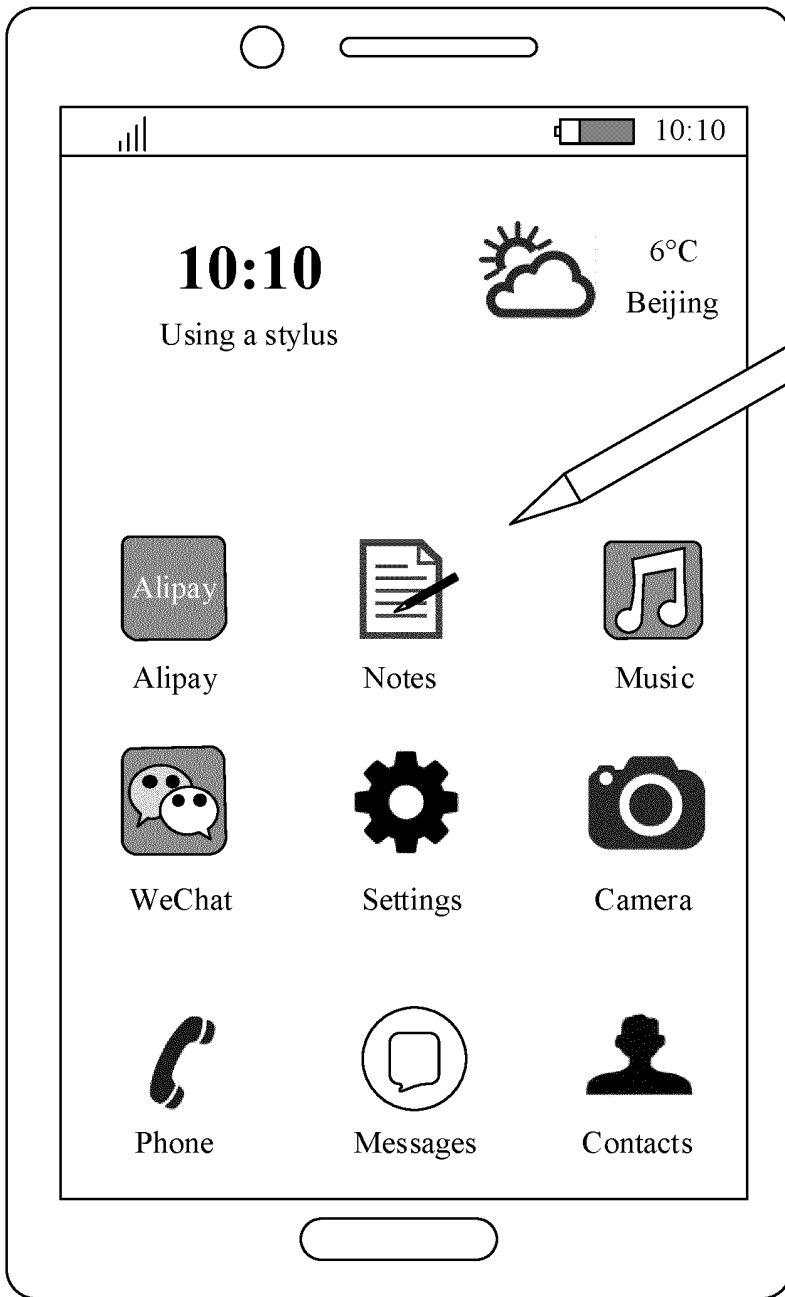 10:10
10:10
6°C
Using a stylus
Beijing
Alipay
Alipay
Notes
Music
WeChat
Settings
Camera
Phone
Messages
Contacts